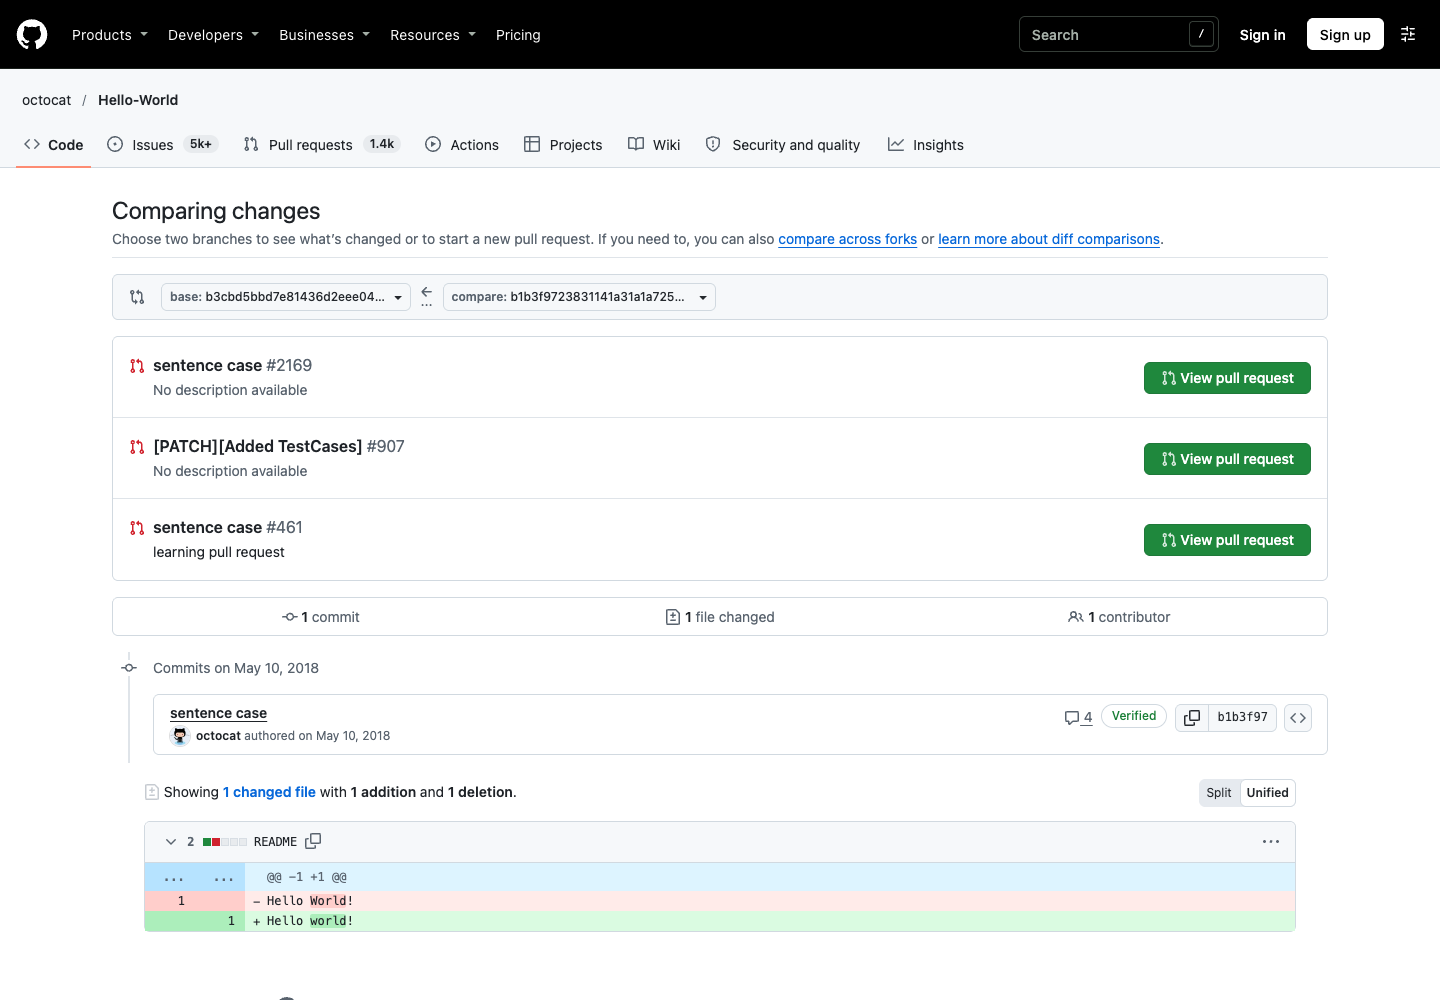 Products Developers Businesses Resources Pricing Search / Sign in Sign up
octocat / Hello-World
Code Issues 5k+ Pull requests 1.4k Actions Projects Wiki Security and quality Insights
Comparing changes
Choose two branches to see what’s changed or to start a new pull request. If you need to, you can also compare across forks or learn more about diff comparisons.
base: b3cbd5bbd7e81436d2eee04... ... compare: b1b3f9723831141a31a1a725...
sentence case #2169
No description available
View pull request
[PATCH][Added TestCases] #907
No description available
View pull request
sentence case #461
learning pull request
View pull request
1 commit 1 file changed 1 contributor
Commits on May 10, 2018
sentence case
octocat authored on May 10, 2018
4 Verified b1b3f97
Showing 1 changed file with 1 addition and 1 deletion.
Split Unified
2 README
... ... @@ -1 +1 @@
1 - Hello World!
1 + Hello world!